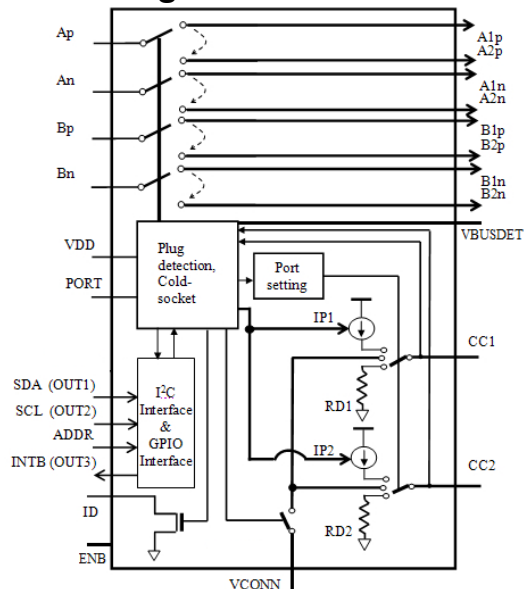 Ap
A1p
A2p
An
A1n
A2n
Bp
B1p
B2p
Bn
B1n
B2n
VBUSDET
VDD
Plug
detection,
Cold-
socket
Port
setting
PORT
IP1
CC1
RD1
SDA (OUT1)
SCL (OUT2)
ADDR
INTB (OUT3)
I²C
Interface
&
GPIO
Interface
IP2
CC2
RD2
ID
ENB
VCONN